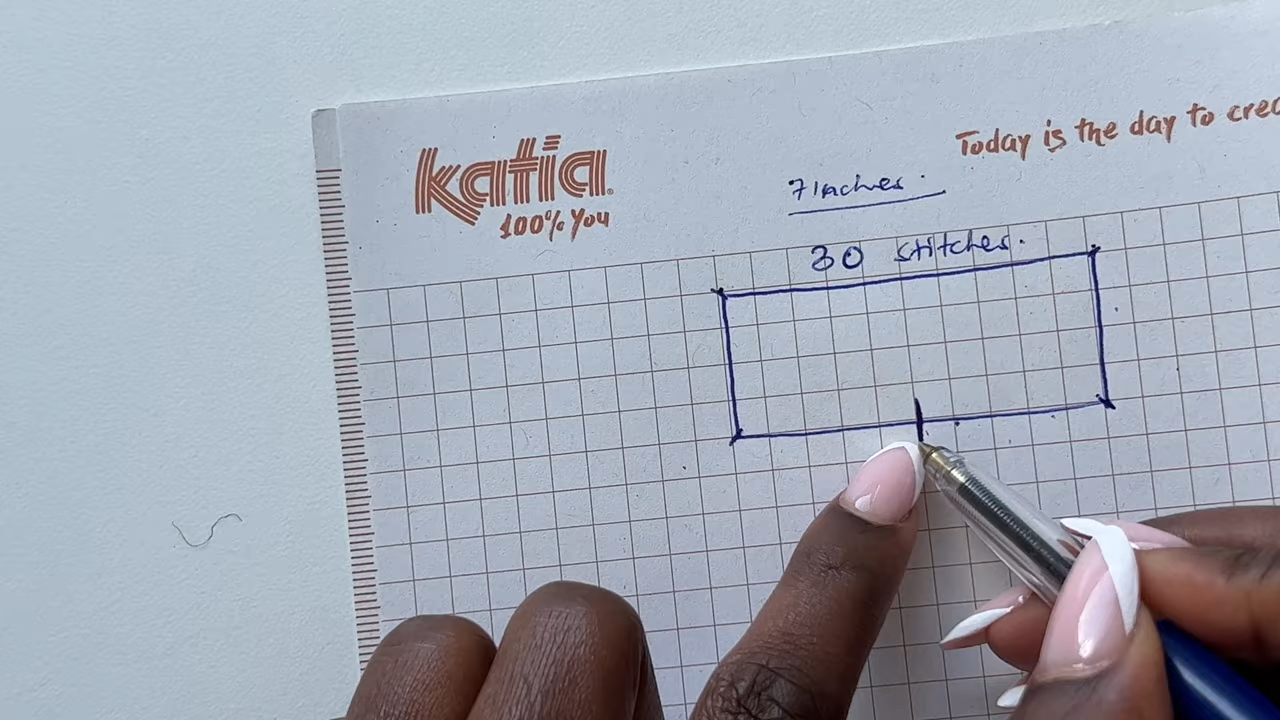 katia
100% You
Today is the day to crea
7 Inches.
30 stitches.